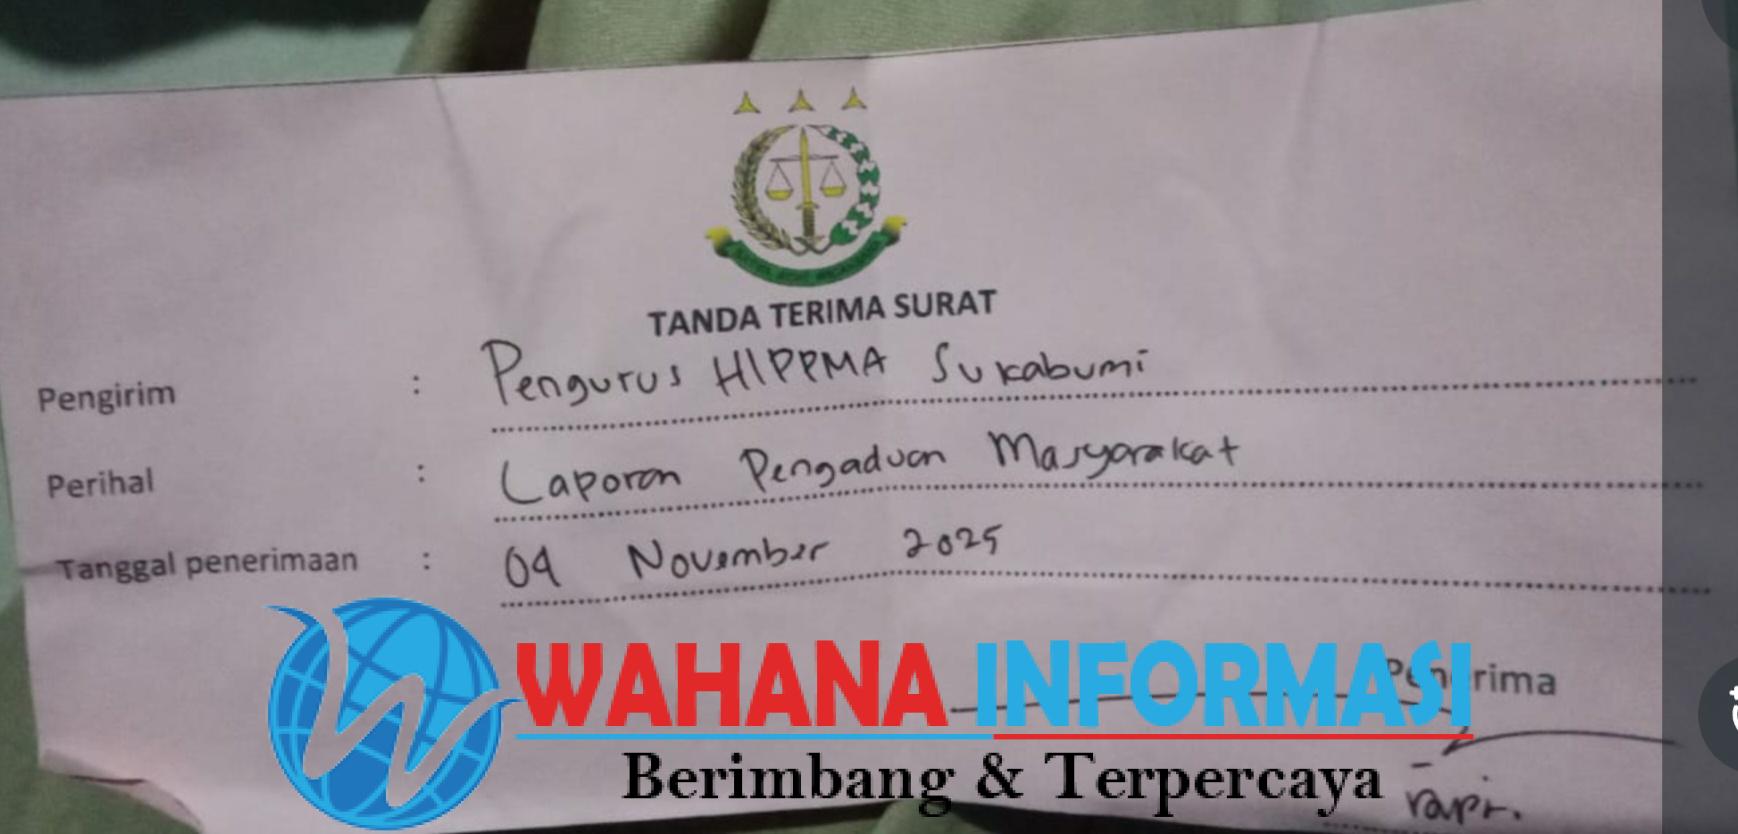 TANDA TERIMA SURAT
Pengirim : Pengurus HIPPMA Sukabumi
Perihal : Laporan Pengaduan Masyarakat
Tanggal penerimaan : 04 November 2025
Penerima
WAHANA INFORMASI
Berimbang & Terpercaya